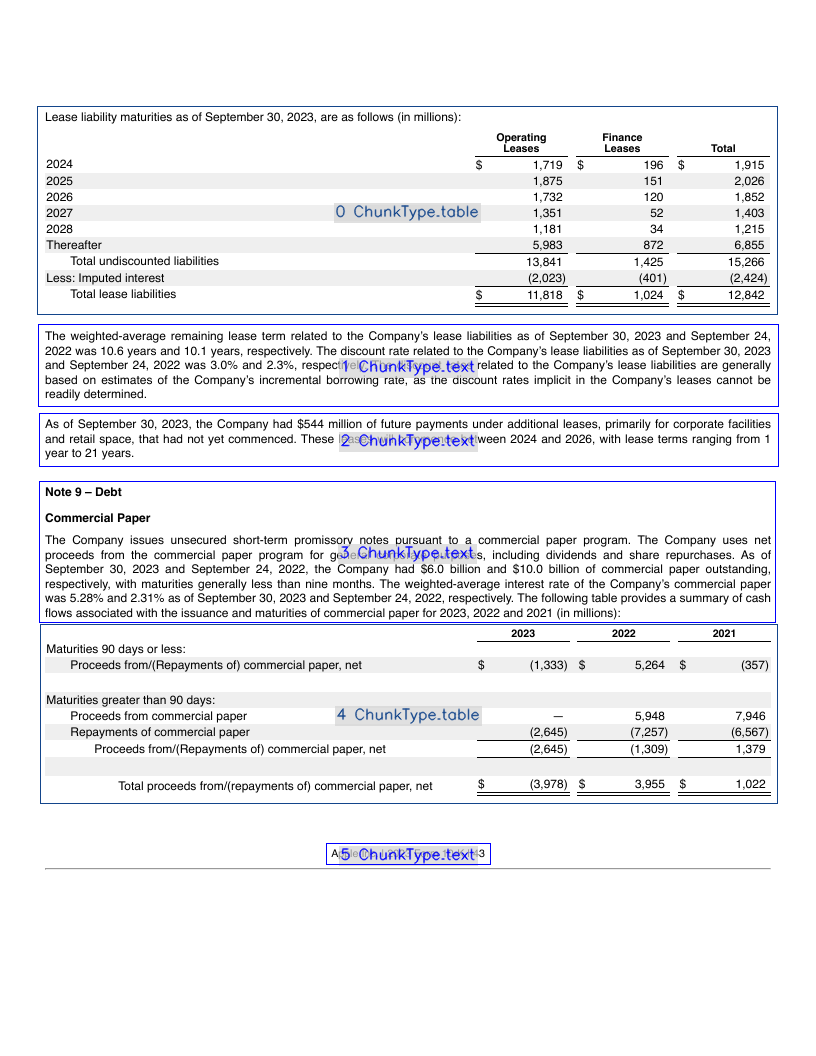 Lease liability maturities as of September 30, 2023, are as follows (in millions):
Operating Leases Finance Leases Total
2024 $ 1,719 $ 196 $ 1,915
2025 1,875 151 2,026
2026 1,732 120 1,852
2027 1,351 52 1,403
0 ChunkType.table
2028 1,181 34 1,215
Thereafter 5,983 872 6,855
Total undiscounted liabilities 13,841 1,425 15,266
Less: Imputed interest (2,023) (401) (2,424)
Total lease liabilities $ 11,818 $ 1,024 $ 12,842
The weighted-average remaining lease term related to the Company's lease liabilities as of September 30, 2023 and September 24,
2022 was 10.6 years and 10.1 years, respectively. The discount rate related to the Company's lease liabilities as of September 30, 2023
and September 24, 2022 was 3.0% and 2.3%, respect 1 ChunkType.text related to the Company's lease liabilities are generally
based on estimates of the Company's incremental borrowing rate, as the discount rates implicit in the Company's leases cannot be
readily determined.
As of September 30, 2023, the Company had $544 million of future payments under additional leases, primarily for corporate facilities
and retail space, that had not yet commenced. These 2 ChunkType.text tween 2024 and 2026, with lease terms ranging from 1
year to 21 years.
Note 9 – Debt
Commercial Paper
The Company issues unsecured short-term promissory notes pursuant to a commercial paper program. The Company uses net
proceeds from the commercial paper program for ge 3 ChunkType.text s, including dividends and share repurchases. As of
September 30, 2023 and September 24, 2022, the Company had $6.0 billion and $10.0 billion of commercial paper outstanding,
respectively, with maturities generally less than nine months. The weighted-average interest rate of the Company's commercial paper
was 5.28% and 2.31% as of September 30, 2023 and September 24, 2022, respectively. The following table provides a summary of cash
flows associated with the issuance and maturities of commercial paper for 2023, 2022 and 2021 (in millions):
2023 2022 2021
Maturities 90 days or less:
Proceeds from/(Repayments of) commercial paper, net $ (1,333) $ 5,264 $ (357)
Maturities greater than 90 days:
Proceeds from commercial paper — 5,948 7,946
4 ChunkType.table
Repayments of commercial paper (2,645) (7,257) (6,567)
Proceeds from/(Repayments of) commercial paper, net (2,645) (1,309) 1,379
Total proceeds from/(repayments of) commercial paper, net $ (3,978) $ 3,955 $ 1,022
5 ChunkType.text